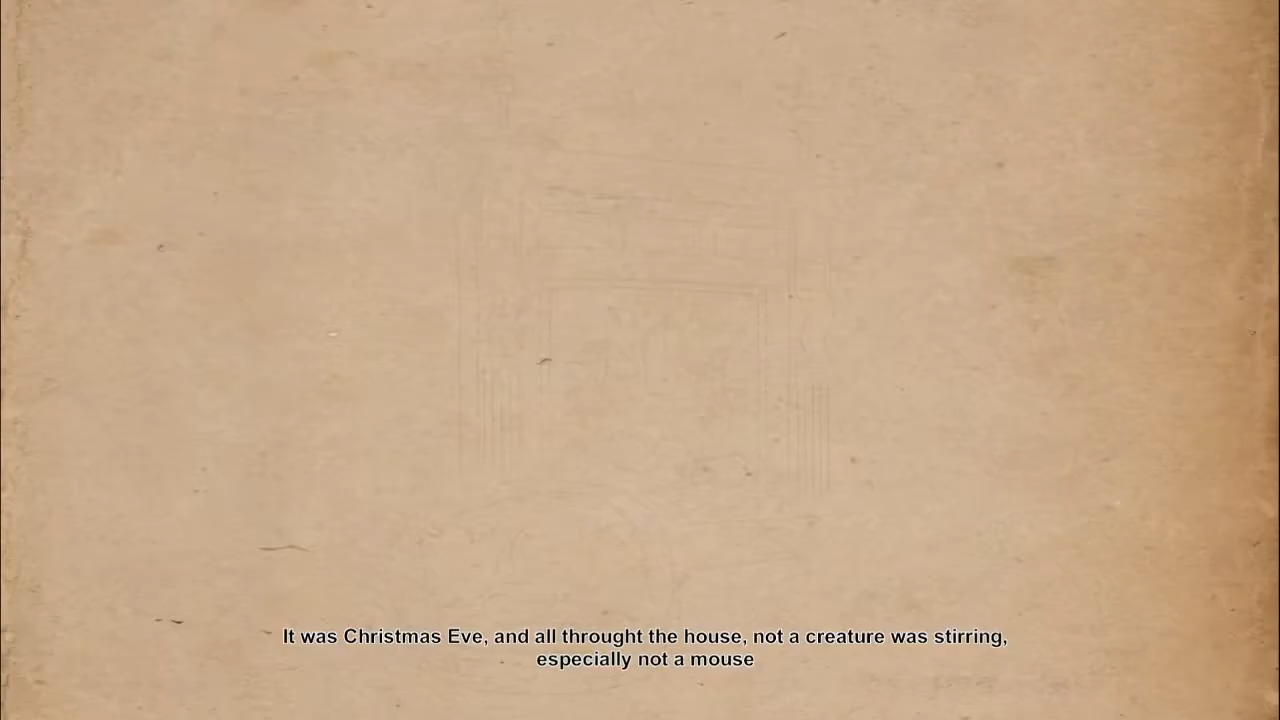 It was Christmas Eve, and all throught the house, not a creature was stirring,
especially not a mouse